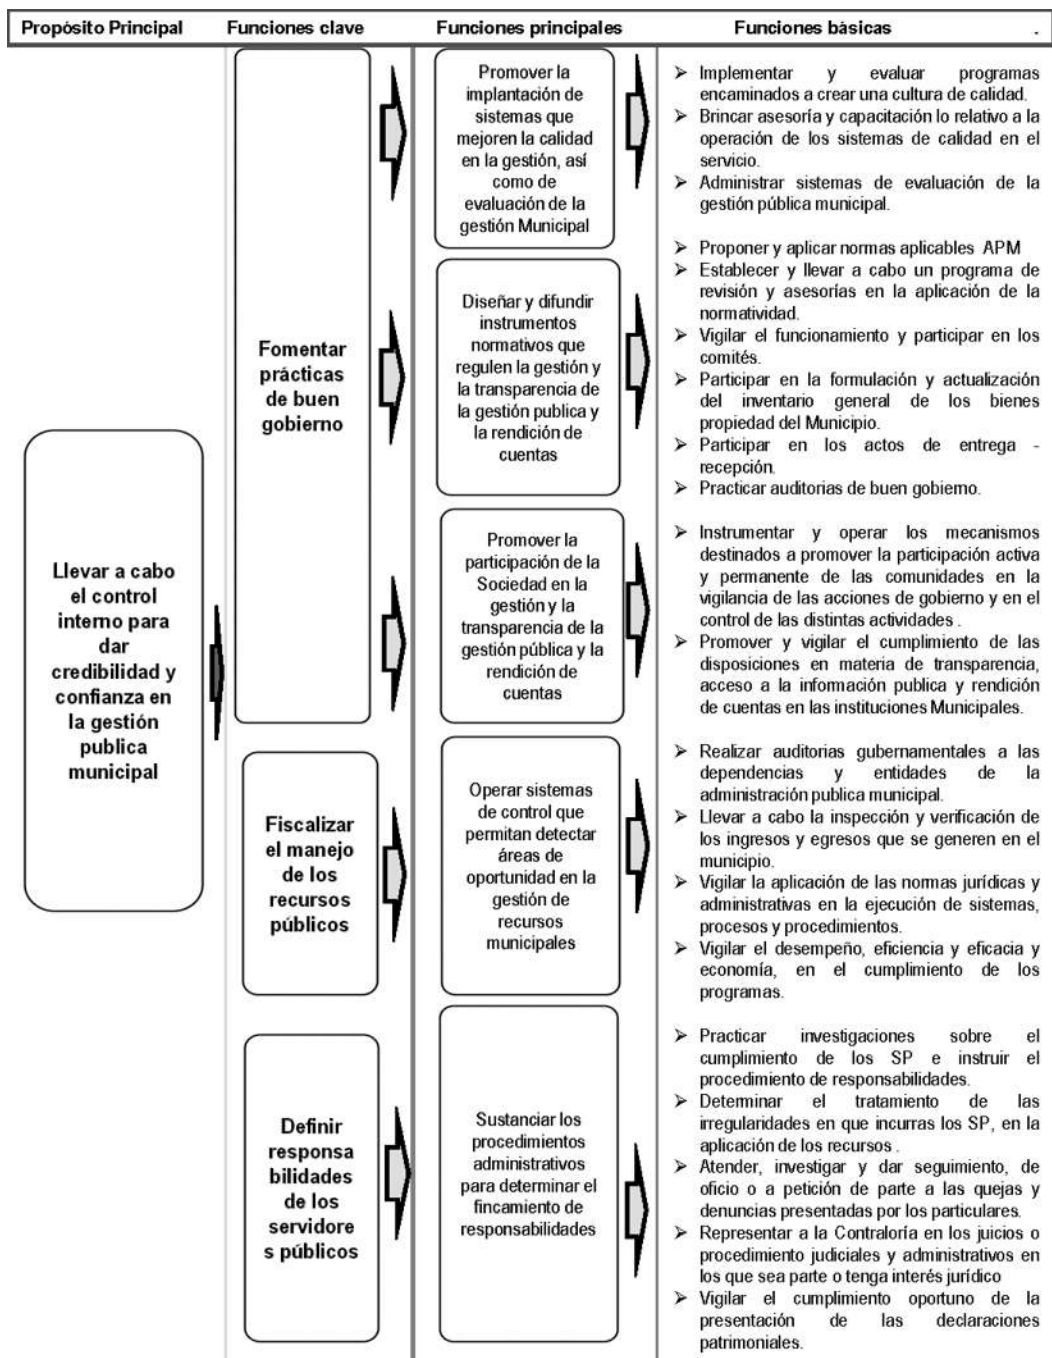 Propósito Principal Funciones clave Funciones principales Funciones básicas .
Llevar a cabo
el control
interno para
dar
credibilidad y
confianza en
la gestión
publica
municipal
Fomentar
prácticas
de buen
gobierno
Promover la
implantación de
sistemas que
mejoren la calidad
en la gestión, así
como de
evaluación de la
gestión Municipal
➢ Implementar y evaluar programas
encaminados a crear una cultura de calidad.
➢ Brincar asesoría y capacitación lo relativo a la
operación de los sistemas de calidad en el
servicio.
➢ Administrar sistemas de evaluación de la
gestión pública municipal.
Diseñar y difundir
instrumentos
normativos que
regulen la gestión y
la transparencia de
la gestión publica y
la rendición de
cuentas
➢ Proponer y aplicar normas aplicables APM
➢ Establecer y llevar a cabo un programa de
revisión y asesorías en la aplicación de la
normatividad.
➢ Vigilar el funcionamiento y participar en los
comités.
➢ Participar en la formulación y actualización
del inventario general de los bienes
propiedad del Municipio.
➢ Participar en los actos de entrega -
recepción.
➢ Practicar auditorias de buen gobierno.
Promover la
participación de la
Sociedad en la
gestión y la
transparencia de la
gestión pública y la
rendición de
cuentas
➢ Instrumentar y operar los mecanismos
destinados a promover la participación activa
y permanente de las comunidades en la
vigilancia de las acciones de gobierno y en el
control de las distintas actividades .
➢ Promover y vigilar el cumplimiento de las
disposiciones en materia de transparencia,
acceso a la información publica y rendición
de cuentas en las instituciones Municipales.
Fiscalizar
el manejo
de los
recursos
públicos
Operar sistemas
de control que
permitan detectar
áreas de
oportunidad en la
gestión de
recursos
municipales
➢ Realizar auditorias gubernamentales a las
dependencias y entidades de la
administración publica municipal.
➢ Llevar a cabo la inspección y verificación de
los ingresos y egresos que se generen en el
municipio.
➢ Vigilar la aplicación de las normas jurídicas y
administrativas en la ejecución de sistemas,
procesos y procedimientos.
➢ Vigilar el desempeño, eficiencia y eficacia y
economía, en el cumplimiento de los
programas.
Definir
responsa
bilidades
de los
servidore
s públicos
Sustanciar los
procedimientos
administrativos
para determinar el
fincamiento de
responsabilidades
➢ Practicar investigaciones sobre el
cumplimiento de los SP e instruir el
procedimiento de responsabilidades.
➢ Determinar el tratamiento de las
irregularidades en que incurras los SP, en la
aplicación de los recursos .
➢ Atender, investigar y dar seguimiento, de
oficio o a petición de parte a las quejas y
denuncias presentadas por los particulares.
➢ Representar a la Contraloría en los juicios o
procedimiento judiciales y administrativos en
los que sea parte o tenga interés jurídico
➢ Vigilar el cumplimiento oportuno de la
presentación de las declaraciones
patrimoniales.